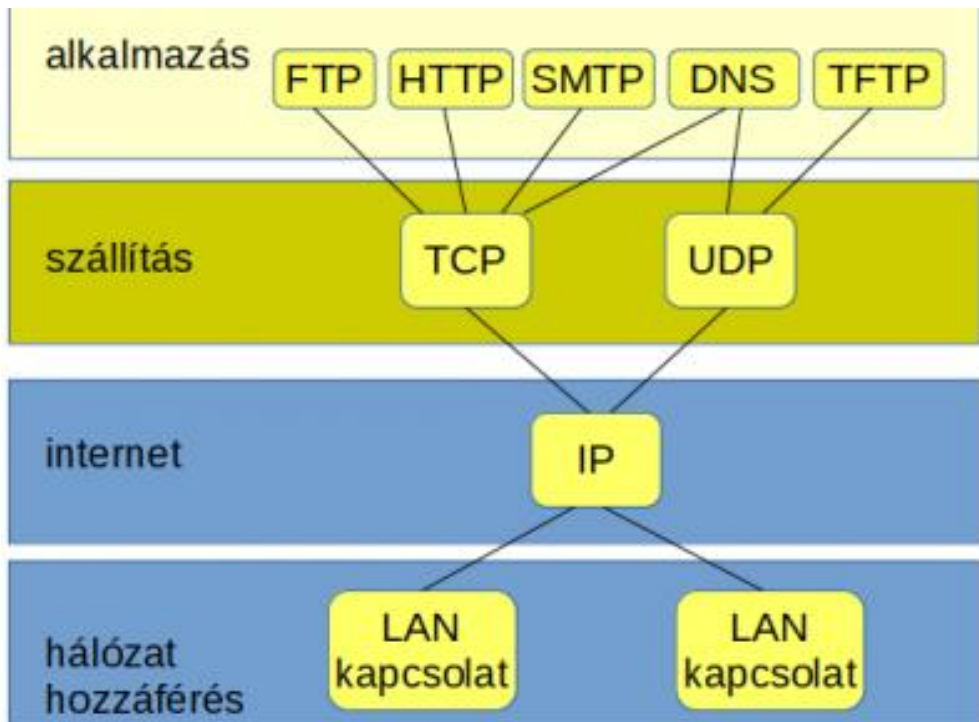 alkalmazás
FTP HTTP SMTP DNS TFTP
szállítás
TCP UDP
internet
IP
hálózat
hozzáférés
LAN
kapcsolat
LAN
kapcsolat